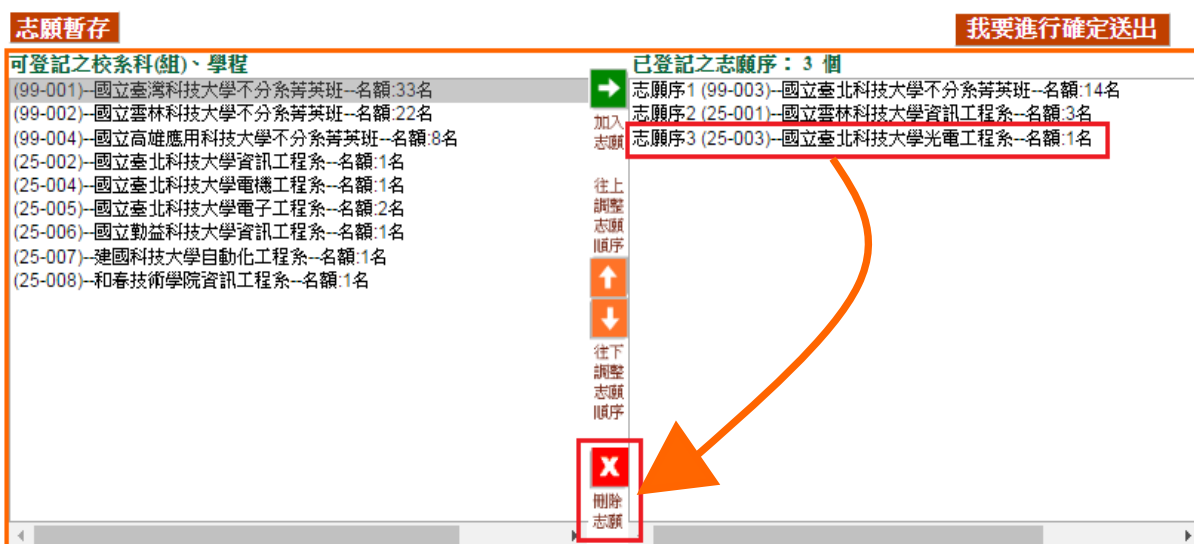 志願暫存
我要進行確定送出
可登記之校系科(組)、學程
(99-001)--國立臺灣科技大學不分系菁英班--名額:33名
(99-002)--國立雲林科技大學不分系菁英班--名額:22名
(99-004)--國立高雄應用科技大學不分系菁英班--名額:8名
(25-002)--國立臺北科技大學資訊工程系--名額:1名
(25-004)--國立臺北科技大學電機工程系--名額:1名
(25-005)--國立臺北科技大學電子工程系--名額:2名
(25-006)--國立勤益科技大學資訊工程系--名額:1名
(25-007)--建國科技大學自動化工程系--名額:1名
(25-008)--和春技術學院資訊工程系--名額:1名
加入
志願
往上
調整
志願
順序
往下
調整
志願
順序
X
刪除
志願
已登記之志願序：3 個
志願序1 (99-003)--國立臺北科技大學不分系菁英班--名額:14名
志願序2 (25-001)--國立雲林科技大學資訊工程系--名額:3名
志願序3 (25-003)--國立臺北科技大學光電工程系--名額:1名